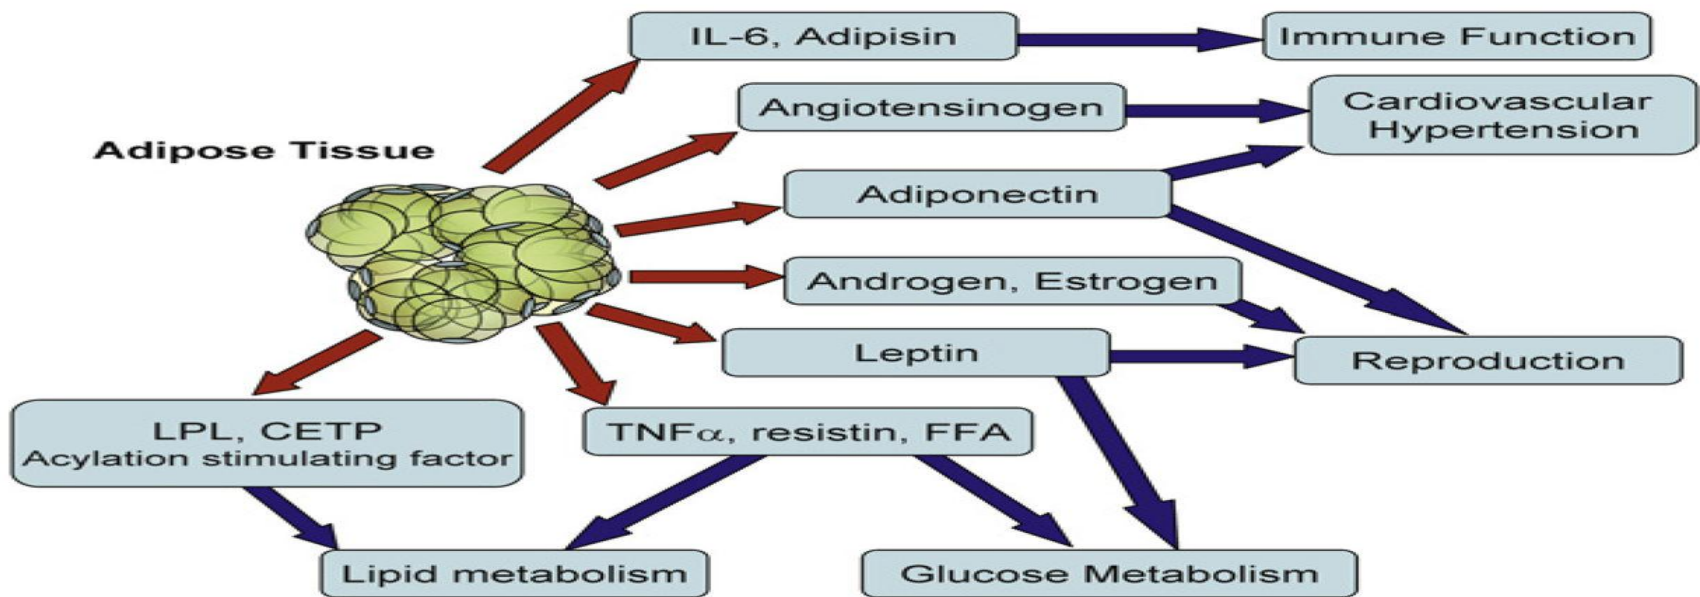 IL-6, Adipisin
Immune Function
Angiotensinogen
Cardiovascular
Hypertension
Adipose Tissue
Adiponectin
Androgen, Estrogen
Leptin
Reproduction
LPL, CETP
Acylation stimulating factor
TNFα, resistin, FFA
Lipid metabolism
Glucose Metabolism